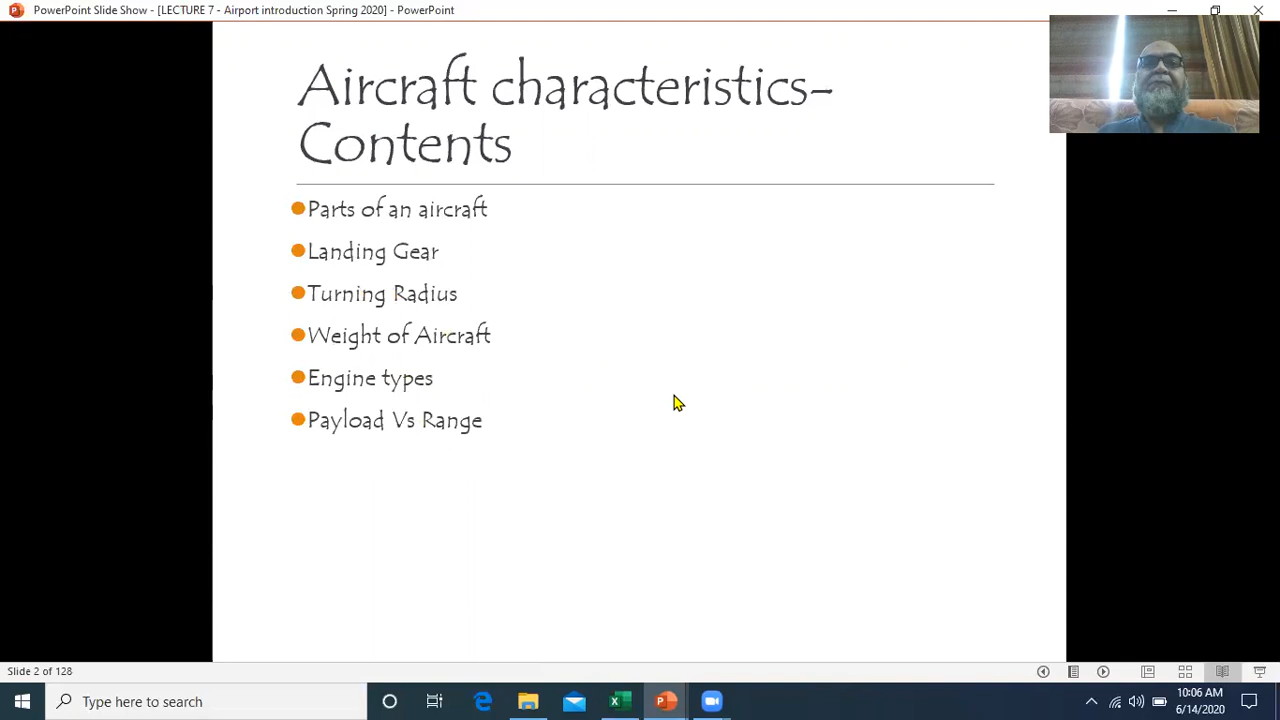 PowerPoint Slide Show - [LECTURE 7 - Airport introduction Spring 2020] - PowerPoint
Aircraft characteristics-
Contents
Parts of an aircraft
Landing Gear
Turning Radius
Weight of Aircraft
Engine types
Payload Vs Range
Slide 2 of 128
Type here to search
10:06 AM
6/14/2020